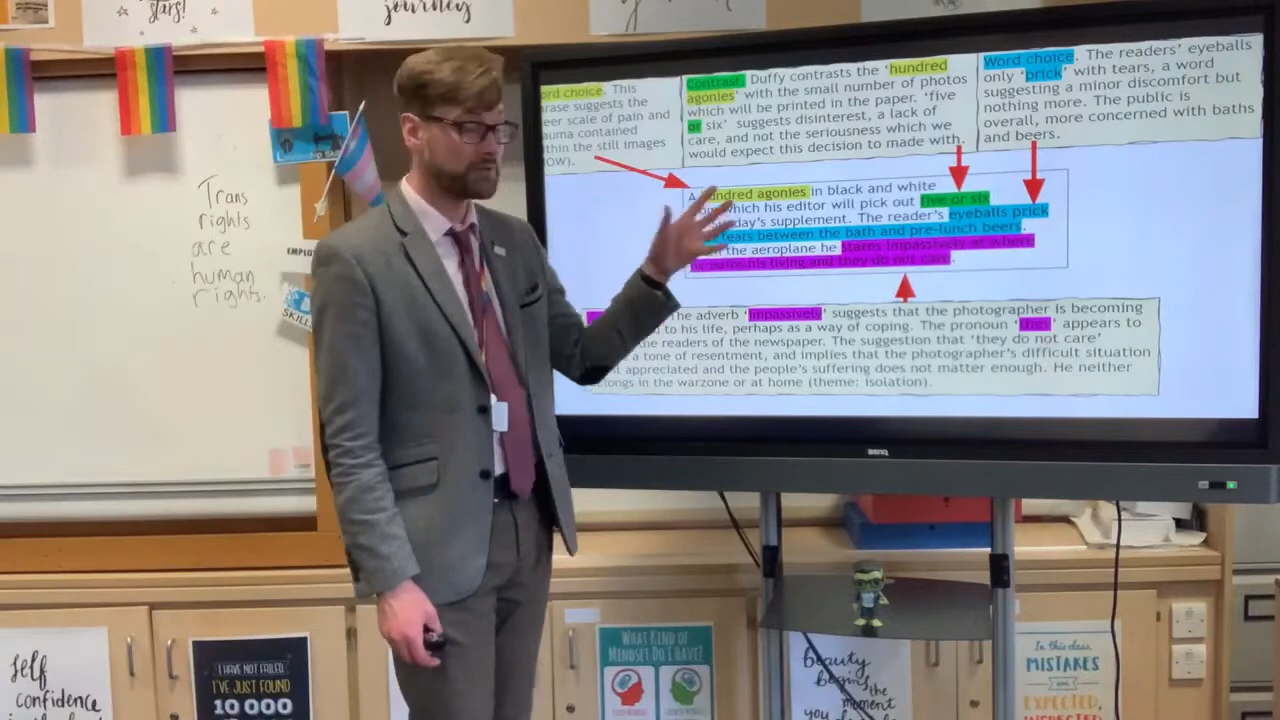 stars!
journey
Trans
rights
are
human
rights.
EMPLO
SKILLS
ord choice. This
rase suggests the
eer scale of pain and
auma contained
thin the still images
OW).
Contrast. Duffy contrasts the ‘hundred
agonies’ with the small number of photos
which will be printed in the paper. ‘five
or six’ suggests disinterest, a lack of
care, and not the seriousness which we
would expect this decision to made with.
Word choice. The readers’ eyeballs
only ‘prick’ with tears, a word
suggesting a minor discomfort but
nothing more. The public is
overall, more concerned with baths
and beers.
A hundred agonies in black and white
which his editor will pick out five or six
day’s supplement. The reader’s eyeballs prick
tears between the bath and pre-lunch beers.
the aeroplane he stares impassively at where
his living and they do not care.
The adverb ‘impassively’ suggests that the photographer is becoming
to his life, perhaps as a way of coping. The pronoun ‘they’ appears to
he readers of the newspaper. The suggestion that ‘they do not care’
a tone of resentment, and implies that the photographer’s difficult situation
appreciated and the people’s suffering does not matter enough. He neither
belongs in the warzone or at home (theme: isolation).
BenQ
Self
confidence
I HAVE NOT FAILED.
I'VE JUST FOUND
10 000
WHAT KIND OF
MINDSET DO I HAVE?
beauty
begins the
moment
you
In this class
MISTAKES
are
EXPECTED,
INSPECTED